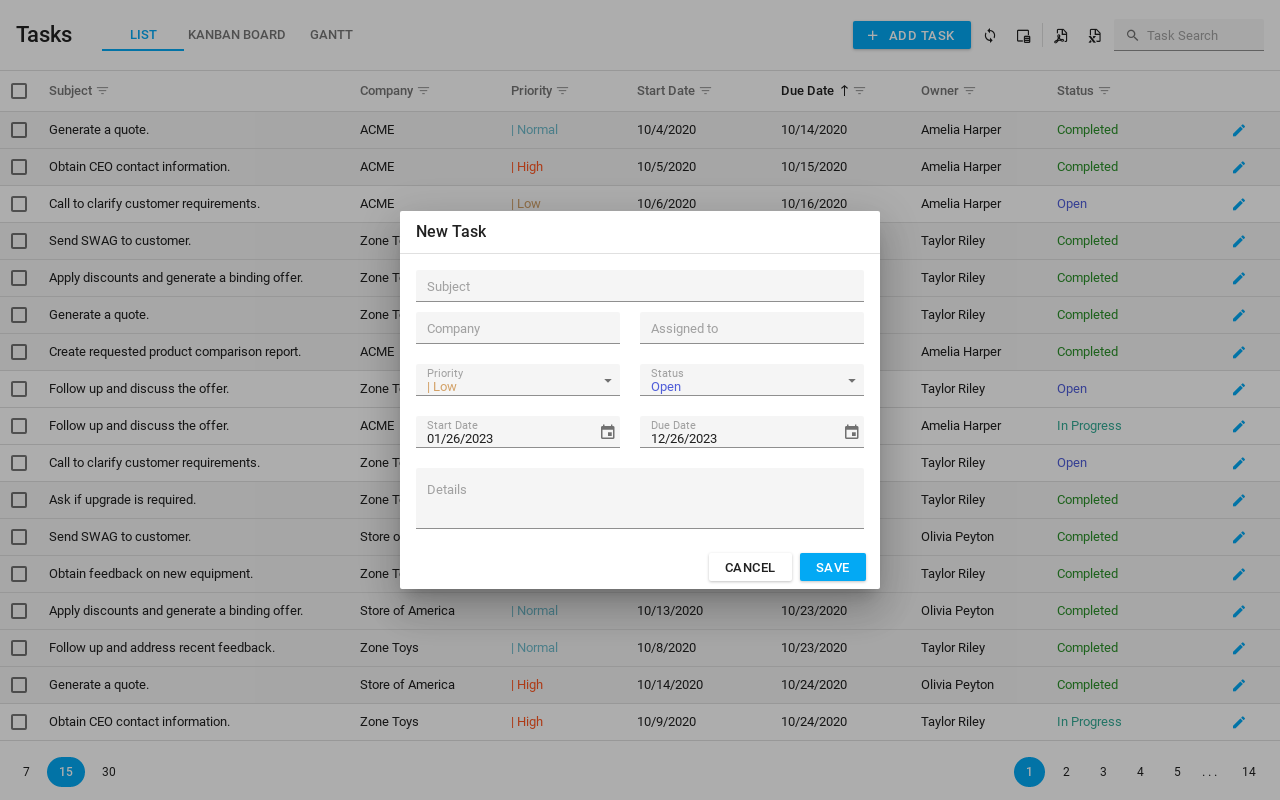 Tasks
LIST
KANBAN BOARD
GANTT
ADD TASK
Task Search
Subject Company Priority Start Date Due Date Owner Status
Generate a quote. ACME | Normal 10/4/2020 10/14/2020 Amelia Harper Completed
Obtain CEO contact information. ACME | High 10/5/2020 10/15/2020 Amelia Harper Completed
Call to clarify customer requirements. ACME | Low 10/6/2020 10/16/2020 Amelia Harper Open
Send SWAG to customer. Zone Taylor Riley Completed
Apply discounts and generate a binding offer. Zone Taylor Riley Completed
Generate a quote. Zone Taylor Riley Completed
Create requested product comparison report. ACME Amelia Harper Completed
Follow up and discuss the offer. Zone Taylor Riley Open
Follow up and discuss the offer. ACME Amelia Harper In Progress
Call to clarify customer requirements. Zone Taylor Riley Open
Ask if upgrade is required. Zone Taylor Riley Completed
Send SWAG to customer. Store Olivia Peyton Completed
Obtain feedback on new equipment. Zone Taylor Riley Completed
Apply discounts and generate a binding offer. Store of America | Normal 10/13/2020 10/23/2020 Olivia Peyton Completed
Follow up and address recent feedback. Zone Toys | Normal 10/8/2020 10/23/2020 Taylor Riley Completed
Generate a quote. Store of America | High 10/14/2020 10/24/2020 Olivia Peyton Completed
Obtain CEO contact information. Zone Toys | High 10/9/2020 10/24/2020 Taylor Riley In Progress
New Task
Subject
Company
Assigned to
Priority
| Low
Status
Open
Start Date
01/26/2023
Due Date
12/26/2023
Details
CANCEL
SAVE
7 15 30
1 2 3 4 5 . . . 14